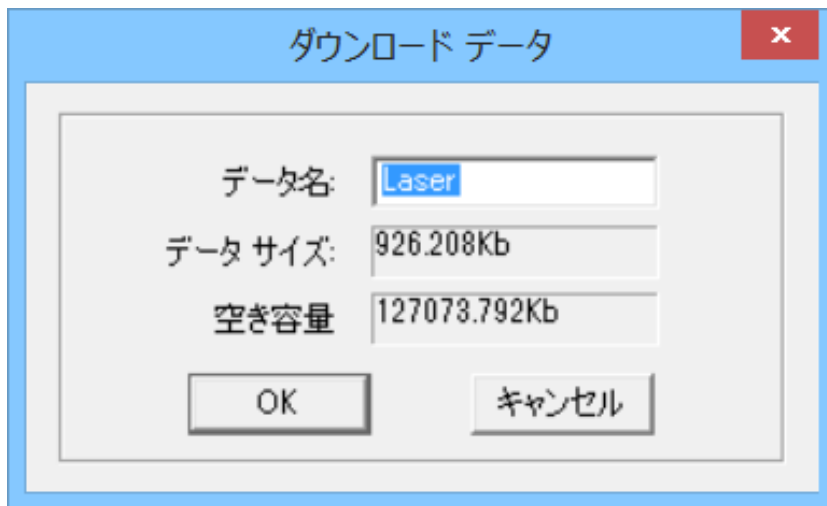 ダウンロード データ
データ名: Laser
データ サイズ: 926.208Kb
空き容量 127073.792Kb
OK キャンセル